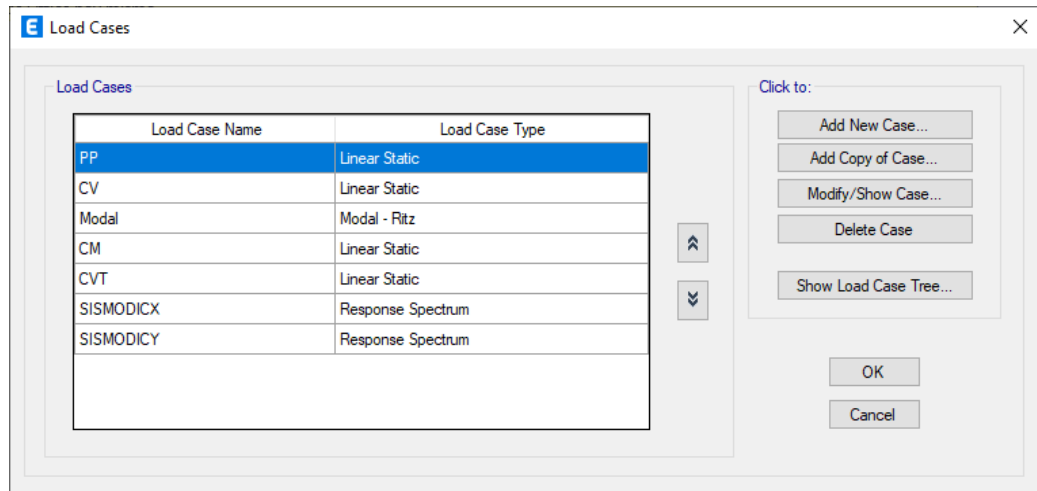 E Load Cases
Load Cases
Load Case Name Load Case Type
PP Linear Static
CV Linear Static
Modal Modal - Ritz
CM Linear Static
CVT Linear Static
SISMODICX Response Spectrum
SISMODICY Response Spectrum
Click to:
Add New Case...
Add Copy of Case...
Modify/Show Case...
Delete Case
Show Load Case Tree...
OK
Cancel